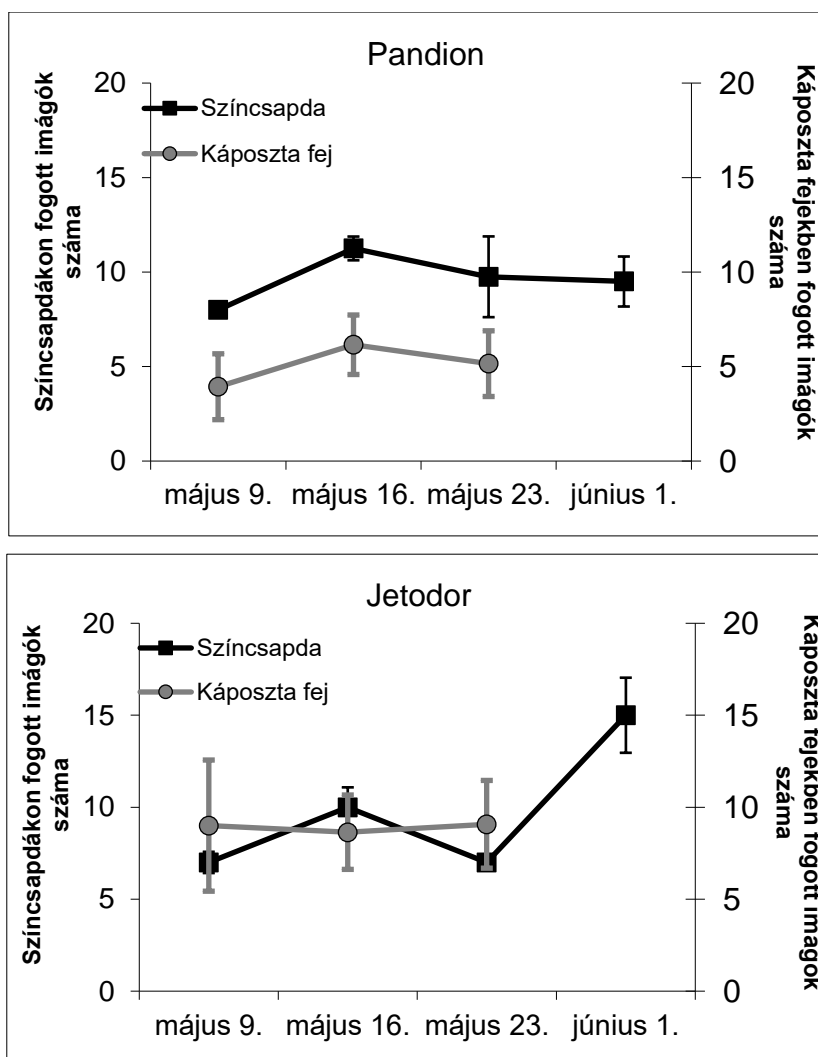 Pandion
Színcsapdákon fogott imágók
száma
20
15
10
5
0
Színcsapda
Káposzta fej
20
15
10
5
0
Káposzta fejekben fogott imágók
száma
május 9. május 16. május 23. június 1.
Jetodor
Színcsapdákon fogott imágók
száma
20
15
10
5
0
Színcsapda
Káposzta fej
20
15
10
5
0
Káposzta fejekben fogott imágók
száma
május 9. május 16. május 23. június 1.